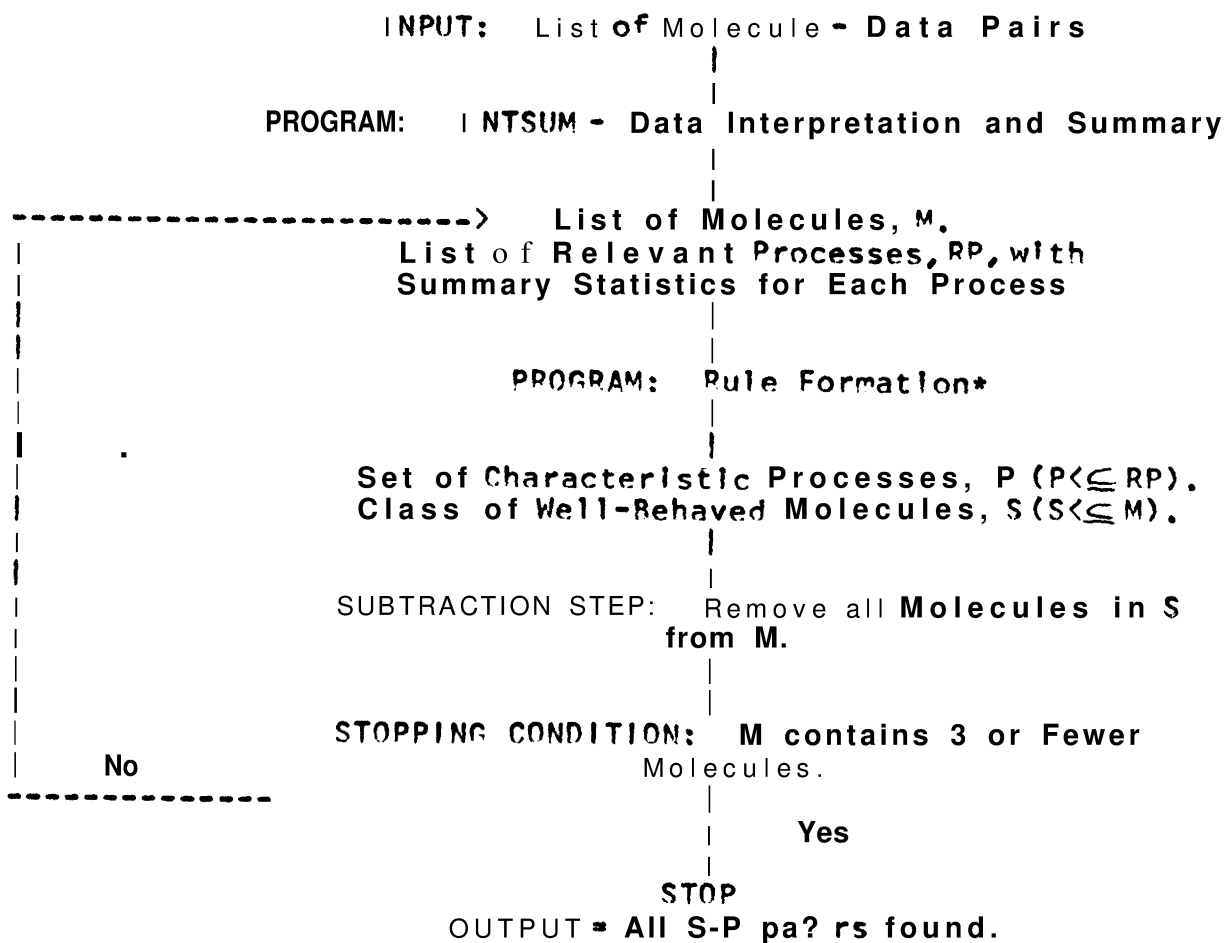 INPUT: List of Molecule - Data Pairs
PROGRAM: INTSUM - Data Interpretation and Summary
List of Molecules, M.
List of Relevant Processes, RP, with
Summary Statistics for Each Process
PROGRAM: Rule Formation*
Set of Characteristic Processes, P (P<⊆ RP).
Class of Well-Behaved Molecules, S (S<⊆ M).
SUBTRACTION STEP: Remove all Molecules in S
from M.
STOPPING CONDITION: M contains 3 or Fewer
Molecules.
No
Yes
STOP
OUTPUT = All S-P pa? rs found.